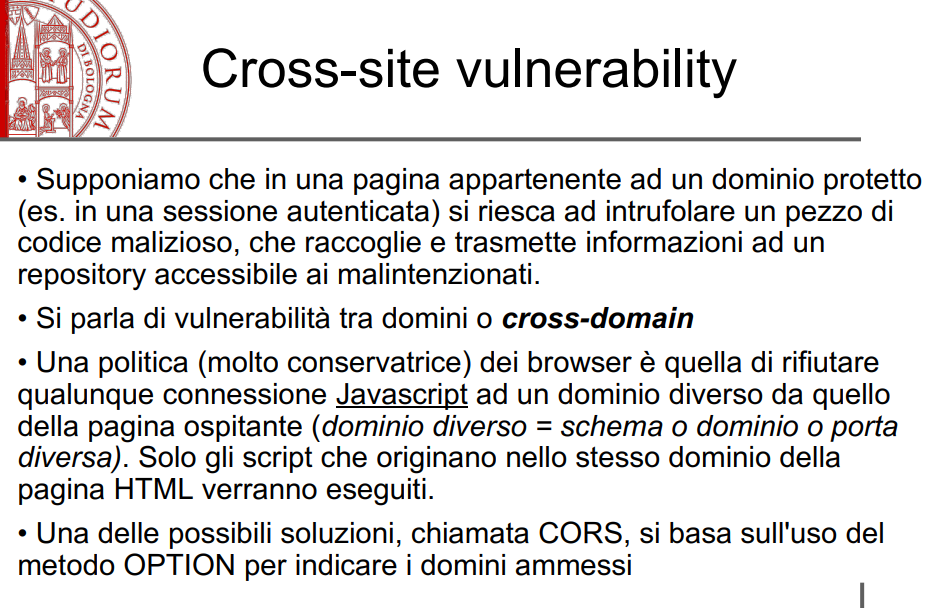 STUDIORUM
DI BOLOGNA
Cross-site vulnerability
• Supponiamo che in una pagina appartenente ad un dominio protetto
(es. in una sessione autenticata) si riesca ad intrufolare un pezzo di
codice malizioso, che raccoglie e trasmette informazioni ad un
repository accessibile ai malintenzionati.
• Si parla di vulnerabilità tra domini o cross-domain
• Una politica (molto conservatrice) dei browser è quella di rifiutare
qualunque connessione Javascript ad un dominio diverso da quello
della pagina ospitante (dominio diverso = schema o dominio o porta
diversa). Solo gli script che originano nello stesso dominio della
pagina HTML verranno eseguiti.
• Una delle possibili soluzioni, chiamata CORS, si basa sull'uso del
metodo OPTION per indicare i domini ammessi